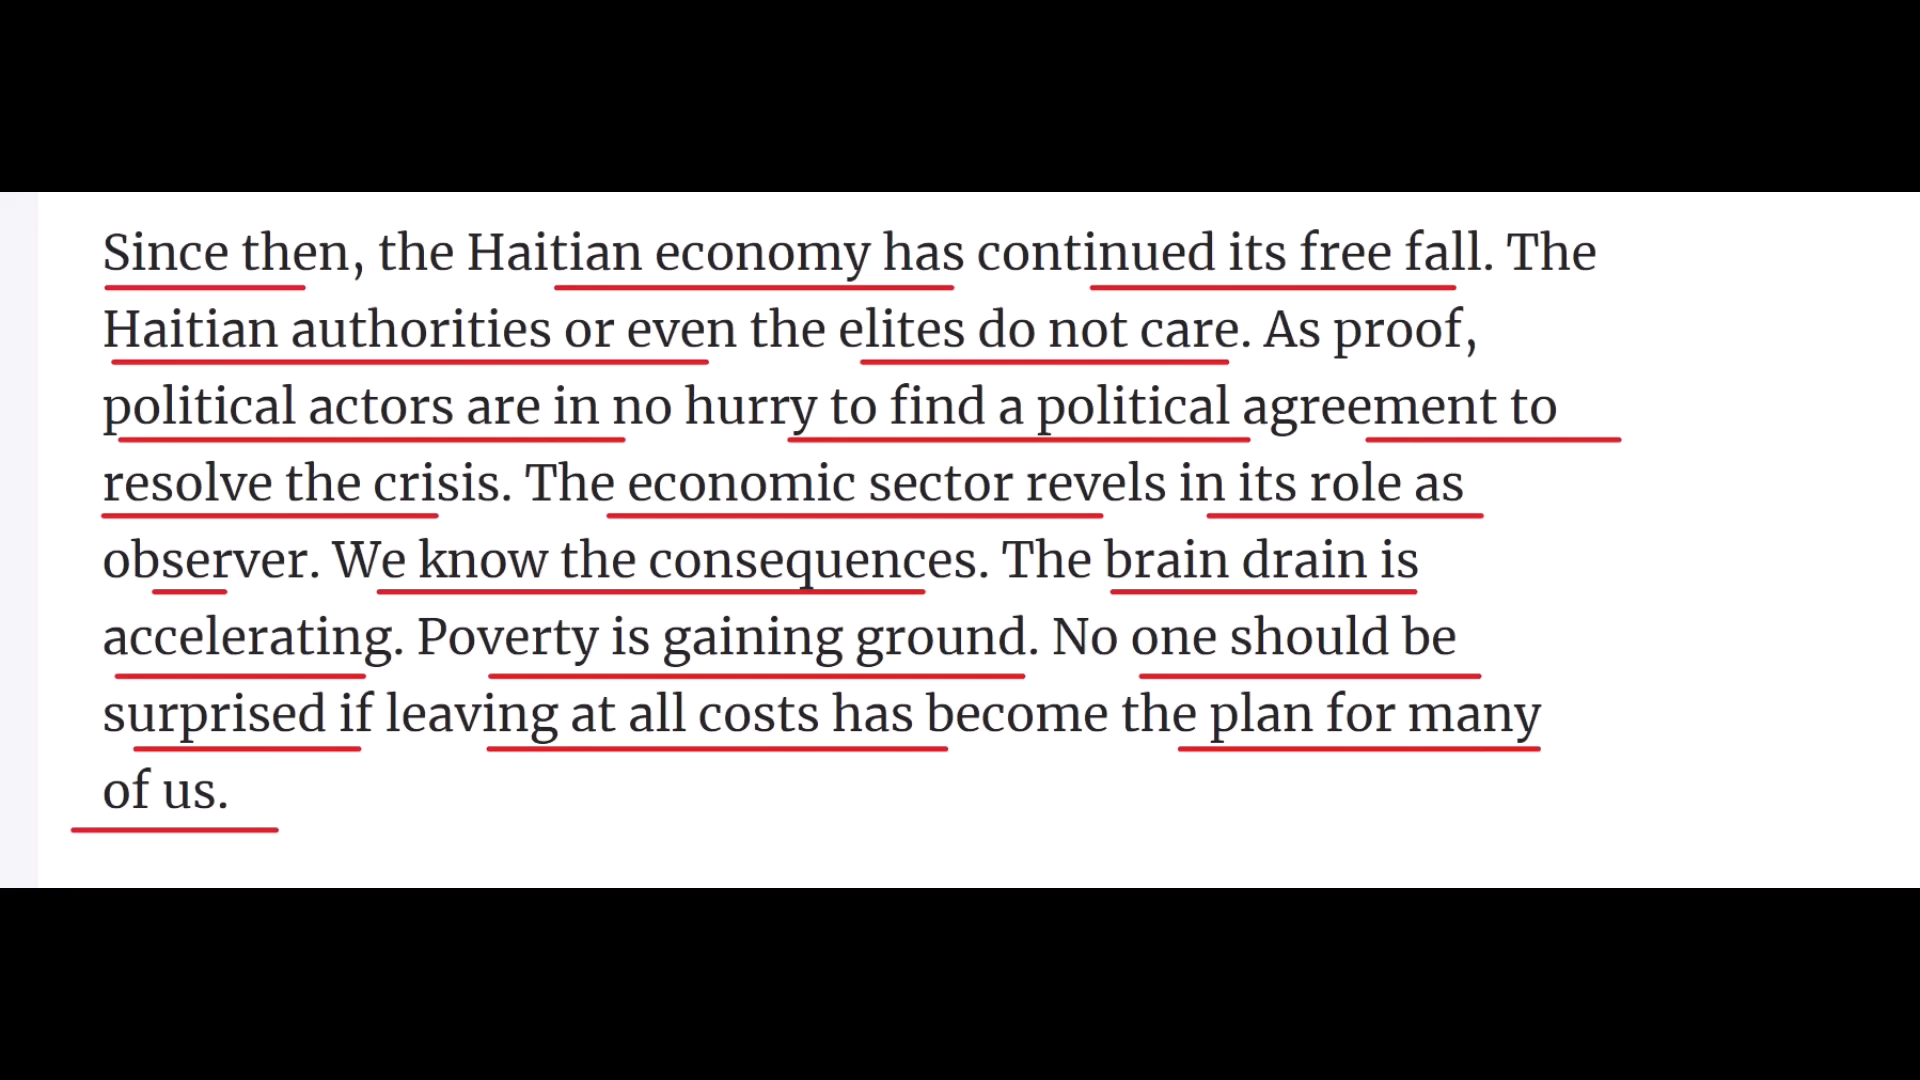 Since then, the Haitian economy has continued its free fall. The
Haitian authorities or even the elites do not care. As proof,
political actors are in no hurry to find a political agreement to
resolve the crisis. The economic sector revels in its role as
observer. We know the consequences. The brain drain is
accelerating. Poverty is gaining ground. No one should be
surprised if leaving at all costs has become the plan for many
of us.